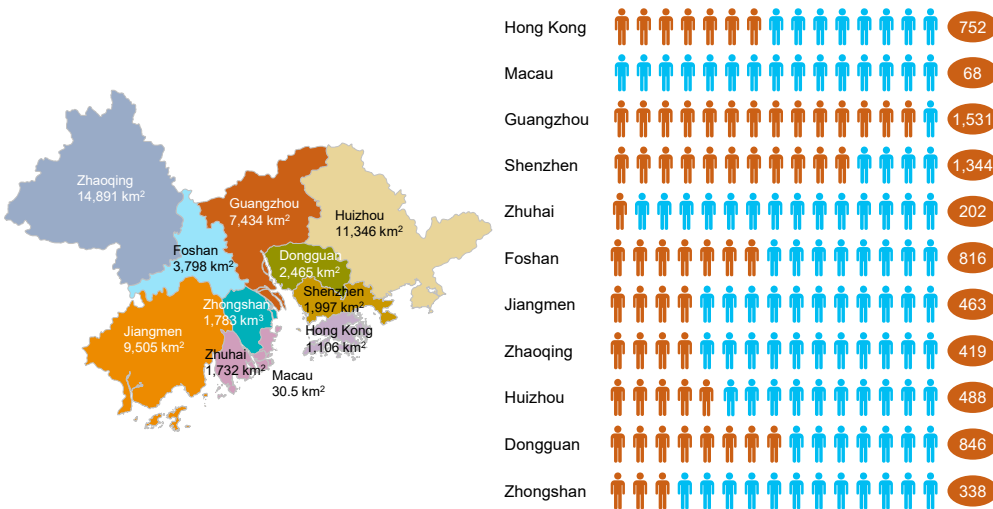 Zhaoqing
14,891 km²
Guangzhou
7,434 km²
Huizhou
11,346 km²
Foshan
3,798 km²
Dongguan
2,465 km²
Shenzhen
1,997 km²
Zhongshan
1,783 km³
Jiangmen
9,505 km²
Hong Kong
1,106 km²
Zhuhai
1,732 km²
Macau
30.5 km²
Hong Kong 752
Macau 68
Guangzhou 1,531
Shenzhen 1,344
Zhuhai 202
Foshan 816
Jiangmen 463
Zhaoqing 419
Huizhou 488
Dongguan 846
Zhongshan 338